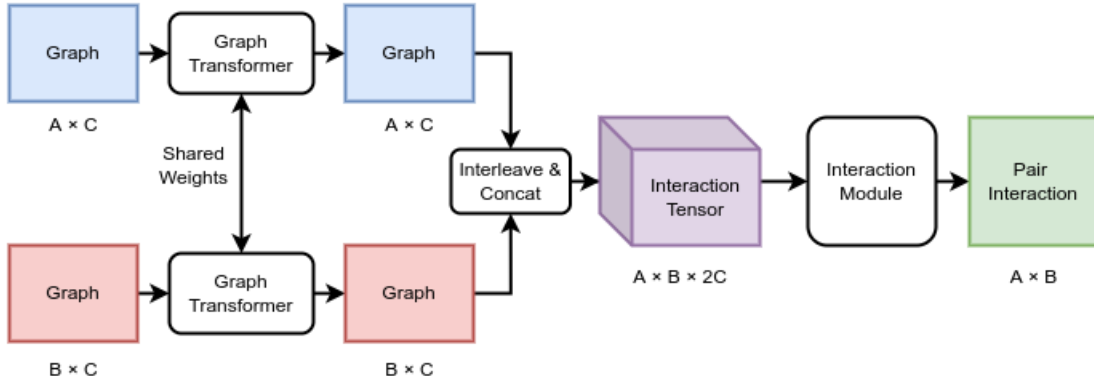 Graph
A × C
Graph
Transformer
Graph
A × C
Shared
Weights
Graph
B × C
Graph
Transformer
Graph
B × C
Interleave &
Concat
Interaction
Tensor
A × B × 2C
Interaction
Module
Pair
Interaction
A × B